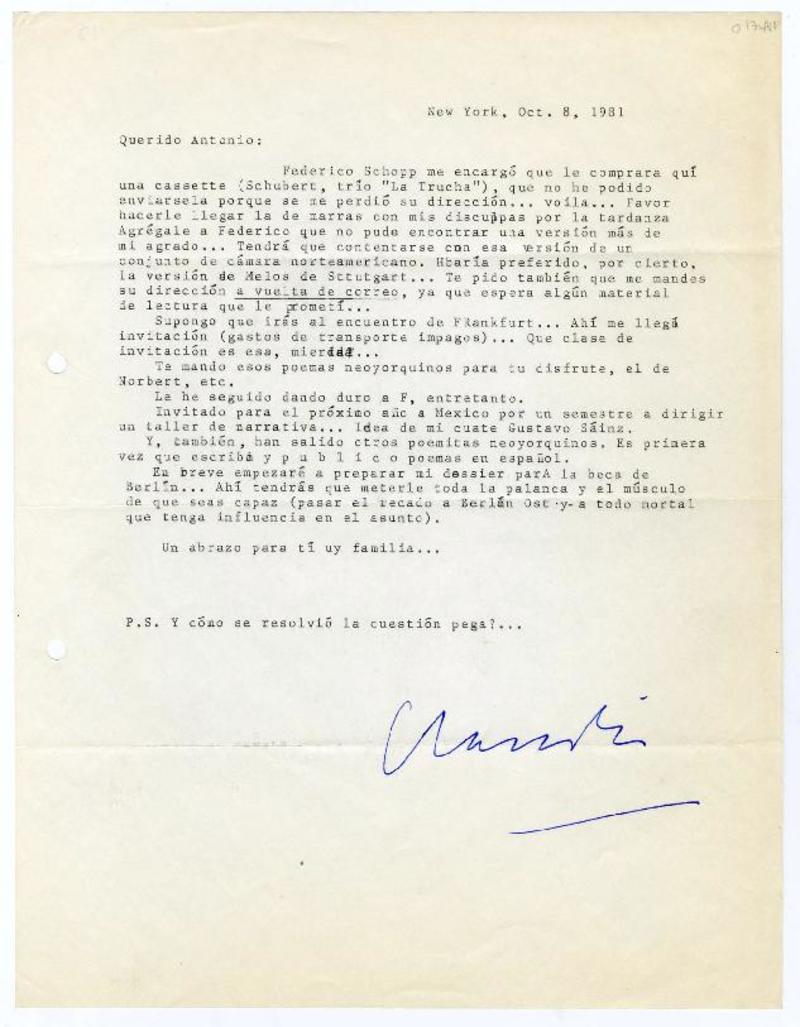 New York, Oct. 8, 1981
Querido Antonio:
Federico Schopp me encargó que le comprara quí
una cassette (Schubert, trío "La Trucha"), que no he podido
enviarsela porque se me perdió su dirección... voila... Favor
hacerle llegar la de marras con mis discuppas por la tardanza
Agrégale a Federico que no pude encontrar una versión más de
mi agrado... Tendrá que contentarse con esa versión de un
conjunto de cámara norteamericano. Hbaría preferido, por cierto,
la versión de Melos de Sttutgart... Te pido también que me mandes
su dirección a vuelta de correo, ya que espera algún material
de lectura que le prometí...
Supongo que irás al encuentro de FRankfurt... Ahí me llegá
invitación (gastos de transporte impagos)... Que clase de
invitación es esa, mierddd...
Te mando esos poemas neoyorquinos para tu disfrute, el de
Norbert, etc.
Le he seguido dando duro a F, entretanto.
Invitado para el próximo año a Mexico por un semestre a dirigir
un taller de narrativa... Idea de mi cuate Gustavo Sáinz.
Y, también, han salido otros poemitas neoyorquinos. Es primera
vez que escribá y p u b l i c o poemas en español.
En breve empezaré a preparar mi dossier parA la beca de
Berlín... Ahí tendrás que meterle toda la palanca y el músculo
de que seas capaz (pasar el recado a Berlán Ost -y-a todo mortal
que tenga influencia en el asunto).
Un abrazo para tí uy familia...
P.S. Y cómo se resolvió la cuestión pega?...